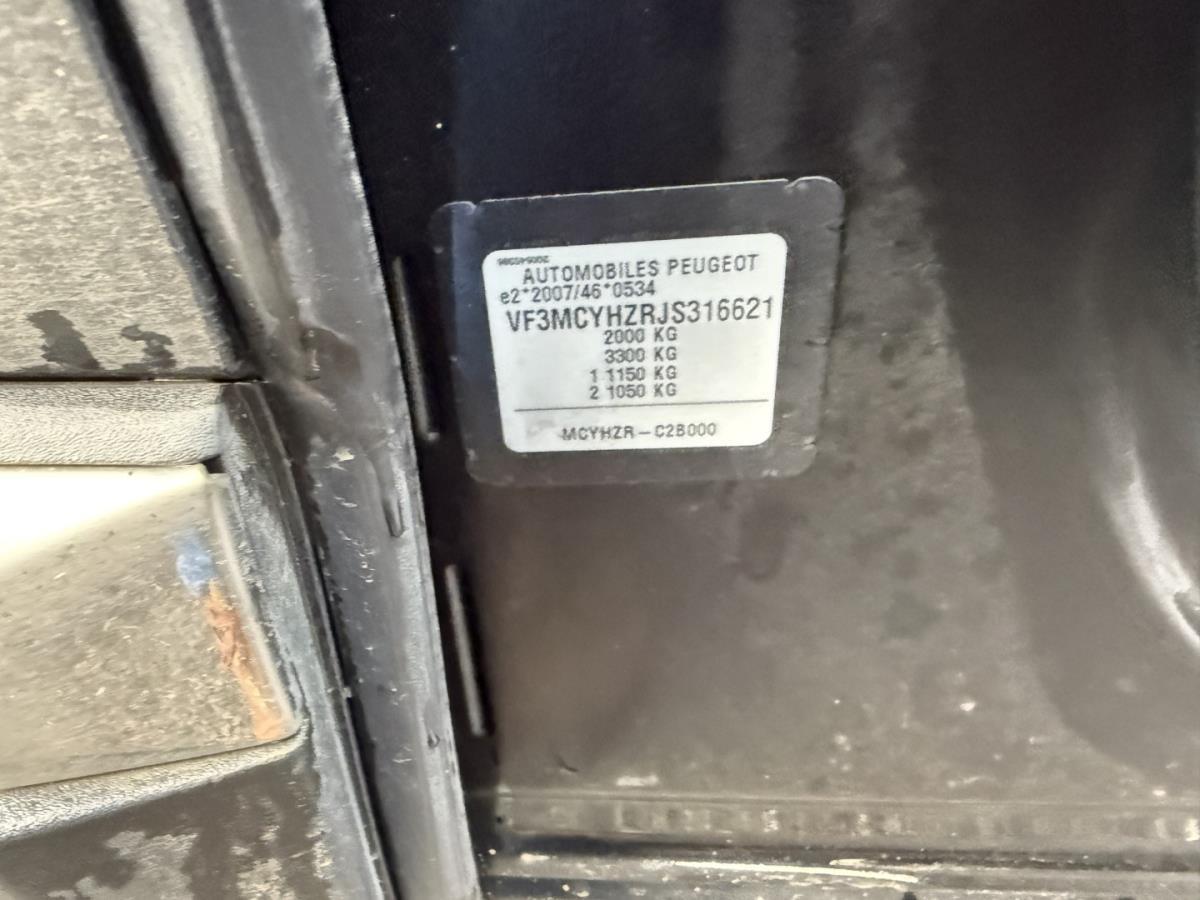 AUTOMOBILES PEUGEOT
e2*2007/46*0534
VF3MCYHZRJS316621
2000 KG
3300 KG
1 1150 KG
2 1050 KG
MCYHZR-C2B000